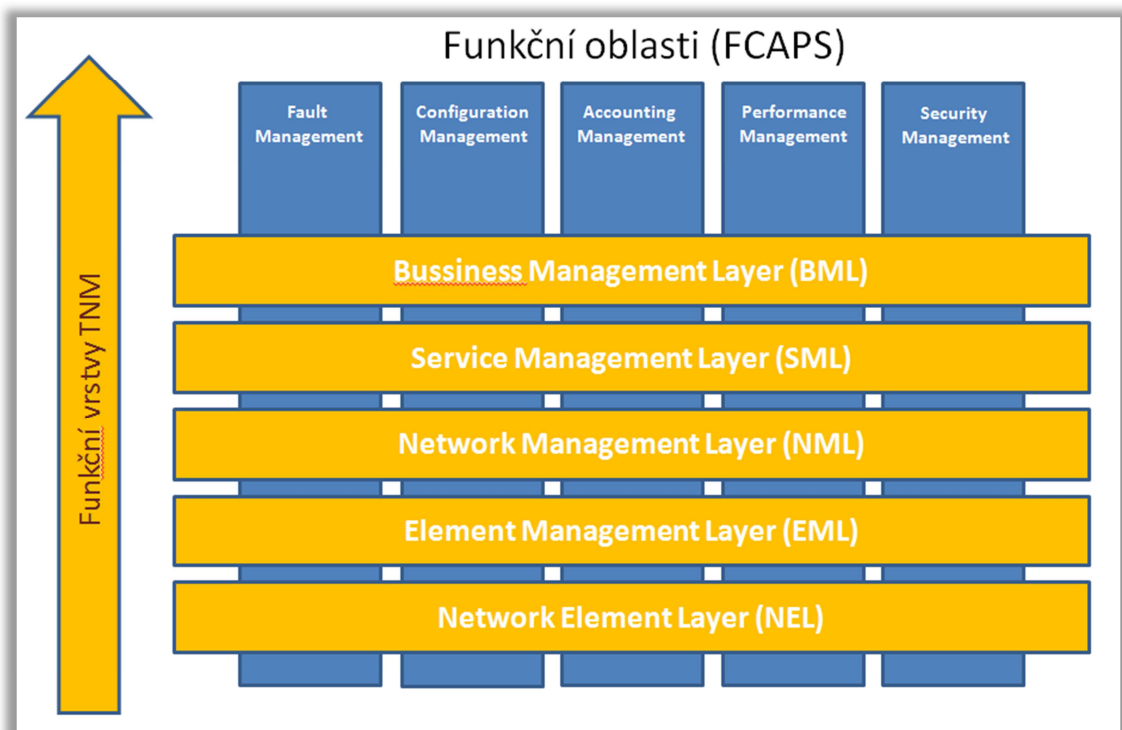 Funkční oblasti (FCAPS)
Fault
Management
Configuration
Management
Accounting
Management
Performance
Management
Security
Management
Funkční vrstvy TNM
Bussiness Management Layer (BML)
Service Management Layer (SML)
Network Management Layer (NML)
Element Management Layer (EML)
Network Element Layer (NEL)